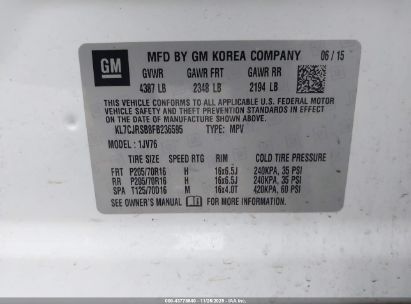 GM
MFD BY GM KOREA COMPANY 06 / 15
GVWR GAWR FRT GAWR RR
4387 LB 2348 LB 2194 LB
THIS VEHICLE CONFORMS TO ALL APPLICABLE U.S. FEDERAL MOTOR
VEHICLE SAFETY AND THEFT PREVENTION STANDARDS IN EFFECT ON
THE DATE OF MANUFACTURE SHOWN ABOVE.
KL7CJRSB8FB236595 TYPE: MPV
MODEL : 1JV76
TIRE SIZE SPEED RTG RIM COLD TIRE PRESSURE
FRT P205/70R16 H 16x6.5J 240KPA, 35 PSI
RR P205/70R16 H 16x6.5J 240KPA, 35 PSI
SPA T125/70D16 M 16x4.0T 420KPA, 60 PSI
SEE OWNER'S MANUAL FOR MORE INFORMATION.